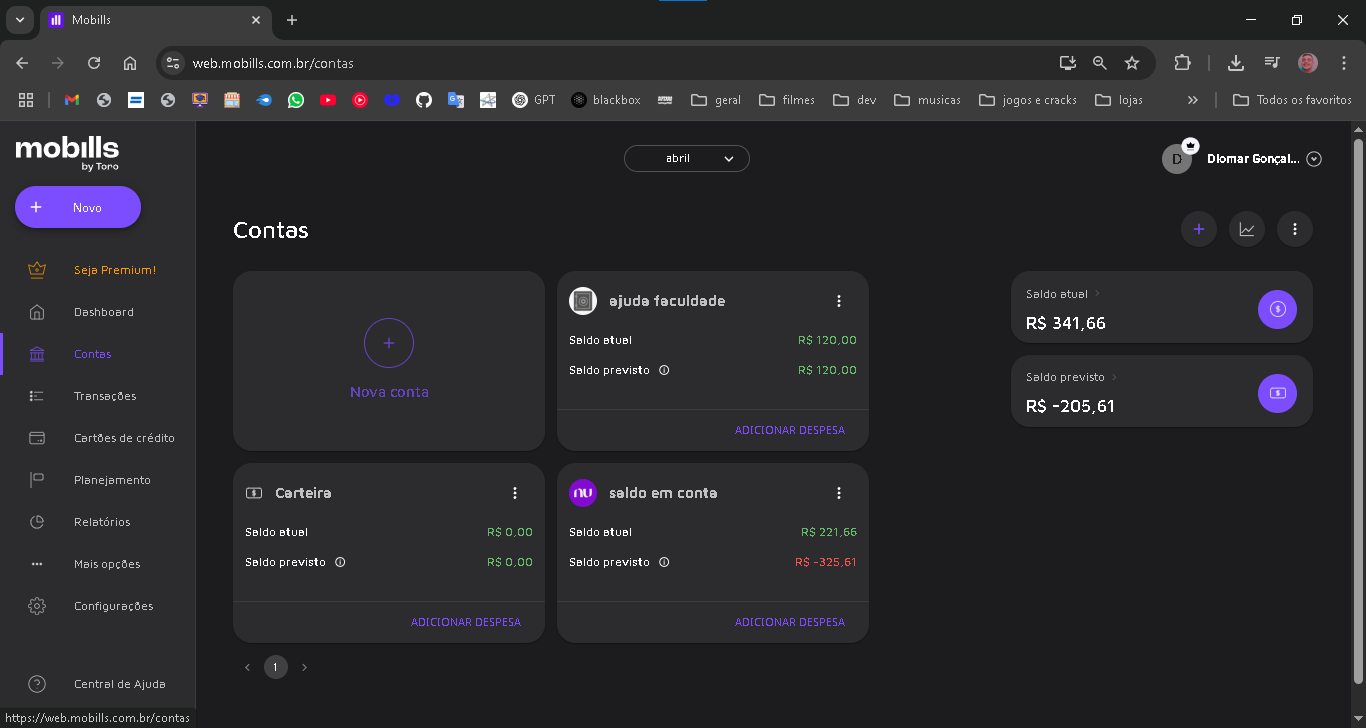 Mobills
web.mobills.com.br/contas
GPT
blackbox
geral
filmes
dev
musicas
jogos e cracks
lojas
Todos os favoritos
mobills
by Toro
abril
D
Diomar Gonçal...
Novo
Contas
Seja Premium!
Dashboard
Contas
Transações
Cartões de crédito
Planejamento
Relatórios
Mais opções
Configurações
Central de Ajuda
Nova conta
ajuda faculdade
Saldo atual
R$ 120,00
Saldo previsto
R$ 120,00
ADICIONAR DESPESA
Saldo atual
R$ 341,66
Saldo previsto
R$ -205,61
Carteira
Saldo atual
R$ 0,00
Saldo previsto
R$ 0,00
ADICIONAR DESPESA
nu
saldo em conta
Saldo atual
R$ 221,66
Saldo previsto
R$ -325,61
ADICIONAR DESPESA
1
https://web.mobills.com.br/contas